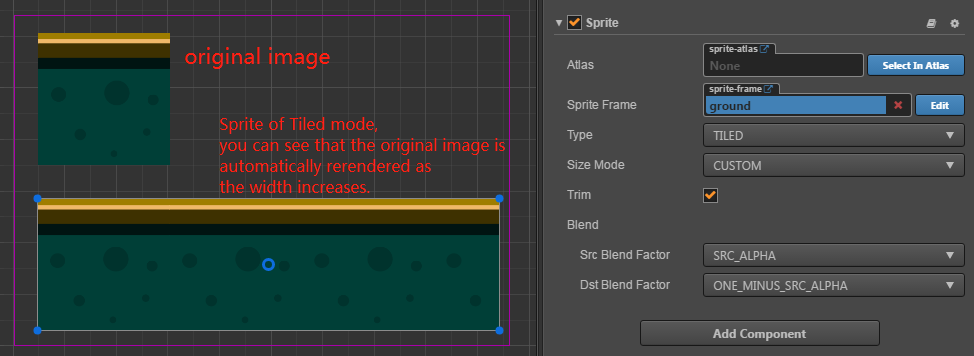 original image
Sprite of Tiled mode,
you can see that the original image is
automatically rerendered as
the width increases.
Sprite
Atlas
sprite-atlas
None
Select In Atlas
Sprite Frame
sprite-frame
ground
Edit
Type
TILED
Size Mode
CUSTOM
Trim
Blend
Src Blend Factor
SRC_ALPHA
Dst Blend Factor
ONE_MINUS_SRC_ALPHA
Add Component